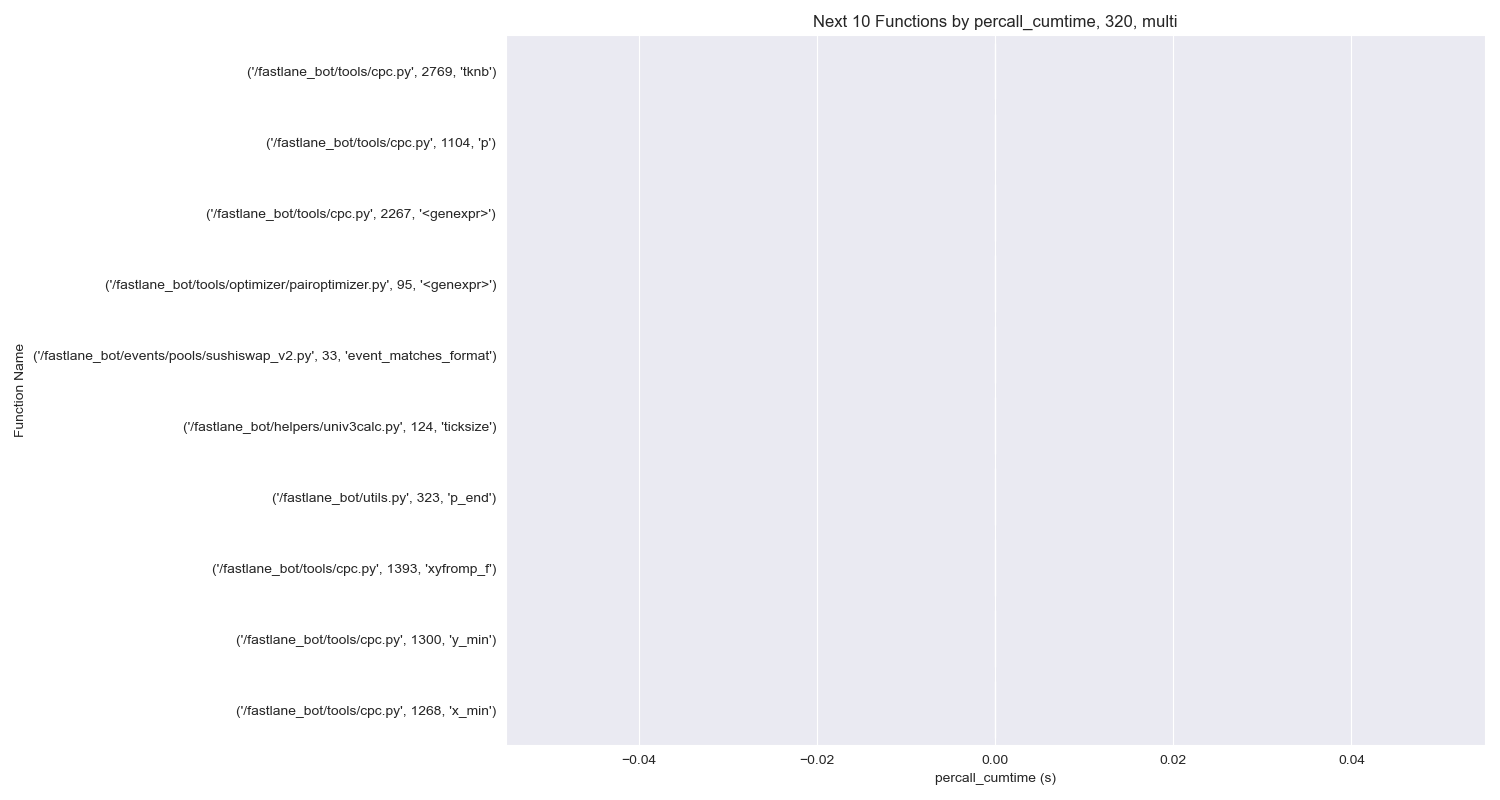 Next 10 Functions by percall_cumtime, 320, multi
('/fastlane_bot/tools/cpc.py', 2769, 'tknb')
('/fastlane_bot/tools/cpc.py', 1104, 'p')
('/fastlane_bot/tools/cpc.py', 2267, '<genexpr>')
('/fastlane_bot/tools/optimizer/pairoptimizer.py', 95, '<genexpr>')
('/fastlane_bot/events/pools/sushiswap_v2.py', 33, 'event_matches_format')
('/fastlane_bot/helpers/univ3calc.py', 124, 'ticksize')
('/fastlane_bot/utils.py', 323, 'p_end')
('/fastlane_bot/tools/cpc.py', 1393, 'xyfromp_f')
('/fastlane_bot/tools/cpc.py', 1300, 'y_min')
('/fastlane_bot/tools/cpc.py', 1268, 'x_min')
Function Name
−0.04 −0.02 0.00 0.02 0.04
percall_cumtime (s)